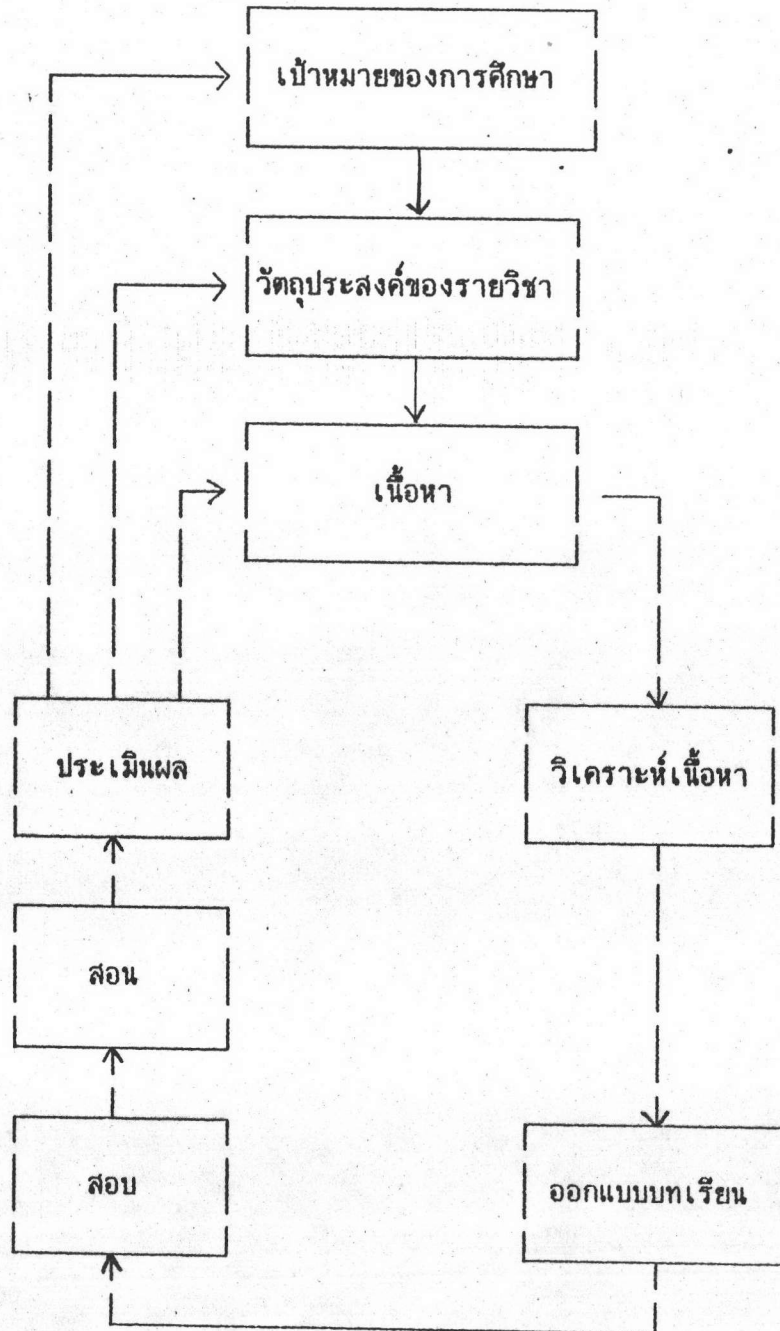 เป้าหมายของการศึกษา
วัตถุประสงค์ของรายวิชา
เนื้อหา
ประเมินผล
วิเคราะห์เนื้อหา
สอน
สอบ
ออกแบบบทเรียน